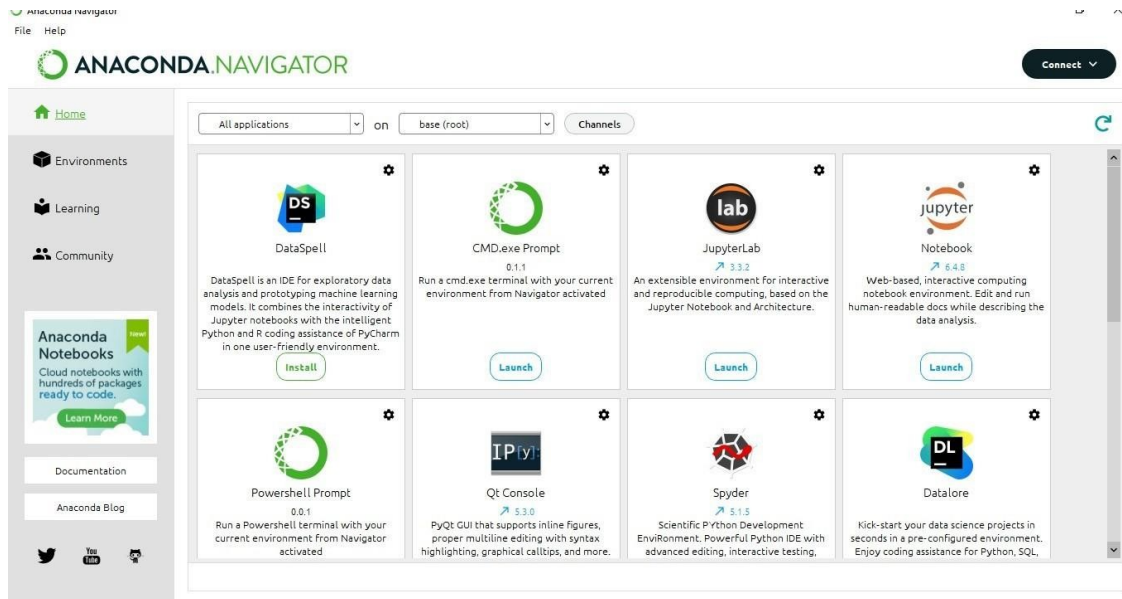 Anaconda Navigator
File Help
ANACONDA.NAVIGATOR
Connect
Home
All applications
on
base (root)
Channels
Environments
Learning
Community
DS
DataSpell
DataSpell is an IDE for exploratory data
analysis and prototyping machine learning
models. It combines the interactivity of
Jupyter notebooks with the intelligent
Python and R coding assistance of PyCharm
in one user-friendly environment.
Install
CMD.exe Prompt
0.1.1
Run a cmd.exe terminal with your current
environment from Navigator activated
Launch
lab
JupyterLab
3.3.2
An extensible environment for interactive
and reproducible computing, based on the
Jupyter Notebook and Architecture.
Launch
jupyter
Notebook
6.4.8
Web-based, interactive computing
notebook environment. Edit and run
human-readable docs while describing the
data analysis.
Launch
Anaconda
Notebooks
New!
Cloud notebooks with
hundreds of packages
ready to code.
Learn More
Documentation
Anaconda Blog
You
Tube
Powershell Prompt
0.0.1
Run a Powershell terminal with your
current environment from Navigator
activated
IP[y]:
Qt Console
5.3.0
PyQt GUI that supports inline figures,
proper multiline editing with syntax
highlighting, graphical calltips, and more.
Spyder
5.1.5
Scientific PYthon Development
EnviRonment. Powerful Python IDE with
advanced editing, interactive testing,
DL
Datalore
Kick-start your data science projects in
seconds in a pre-configured environment.
Enjoy coding assistance for Python, SQL,